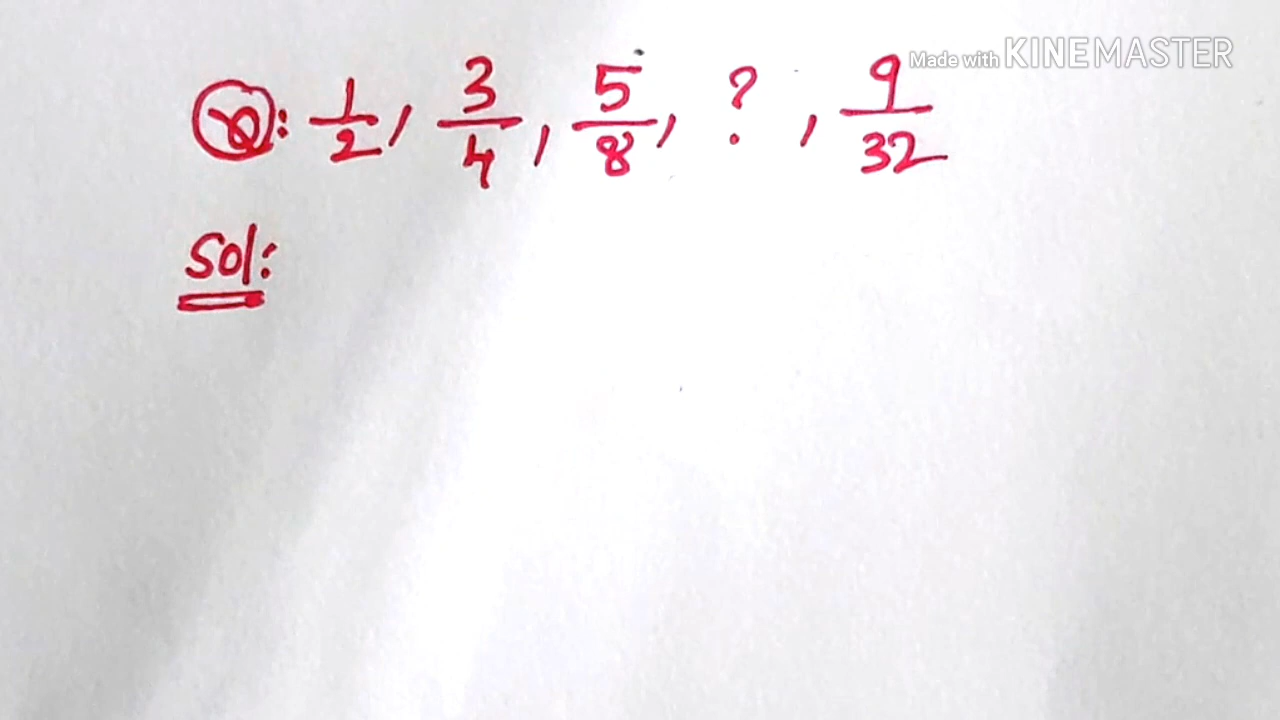 Made with KINEMASTER
Q: 1/2, 3/4, 5/8, ?, 9/32
Sol: